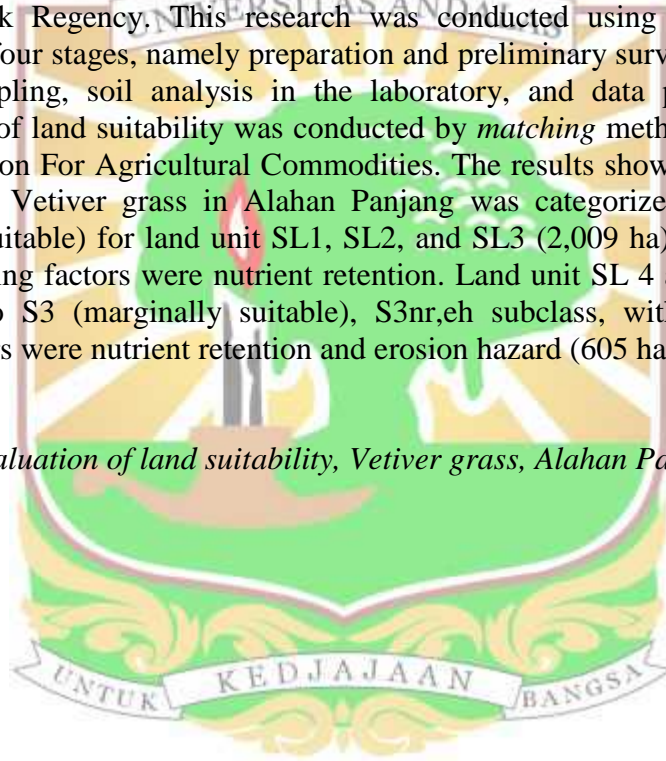 k Regency. This research was conducted using
UNIVERSITAS ANDALAS
four stages, namely preparation and preliminary surv
pling, soil analysis in the laboratory, and data p
of land suitability was conducted by matching meth
on For Agricultural Commodities. The results show
Vetiver grass in Alahan Panjang was categorize
uitable) for land unit SL1, SL2, and SL3 (2,009 ha)
ng factors were nutrient retention. Land unit SL 4
o S3 (marginally suitable), S3nr,eh subclass, with
s were nutrient retention and erosion hazard (605 ha
aluation of land suitability, Vetiver grass, Alahan Pa
UNTUK KEDJAJAAN BANGSA